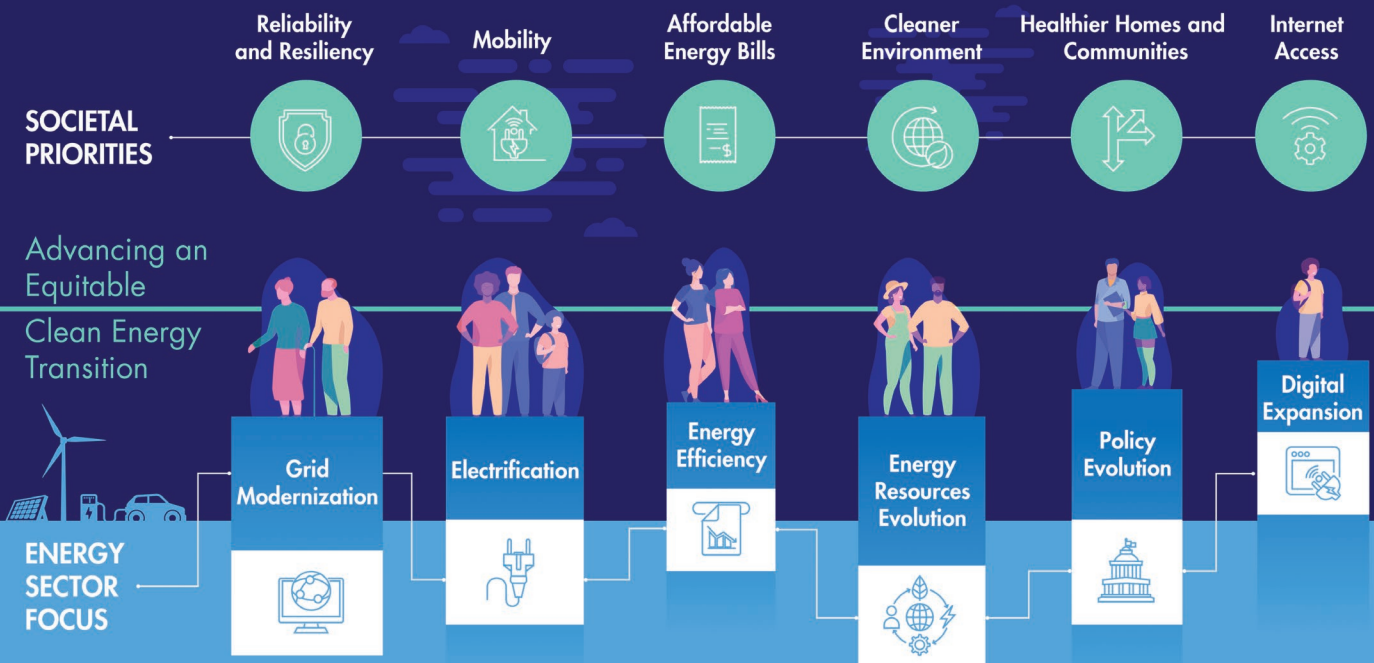 Reliability
and Resiliency
Mobility
Affordable
Energy Bills
Cleaner
Environment
Healthier Homes and
Communities
Internet
Access
SOCIETAL
PRIORITIES
$
Advancing an
Equitable
Clean Energy
Transition
Grid
Modernization
Electrification
Energy
Efficiency
Energy
Resources
Evolution
Policy
Evolution
Digital
Expansion
ENERGY
SECTOR
FOCUS